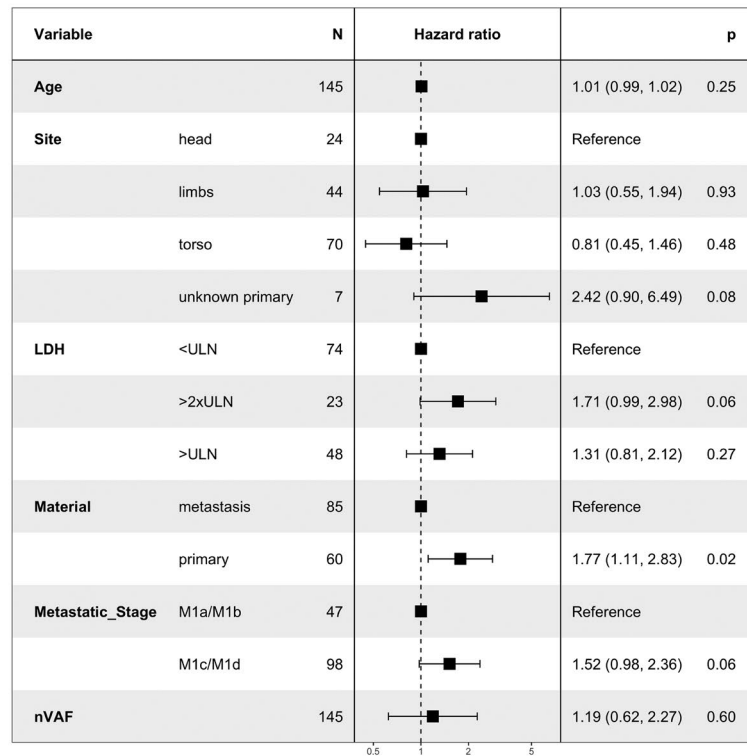 Variable N Hazard ratio p
Age 145 1.01 (0.99, 1.02) 0.25
Site head 24 Reference
limbs 44 1.03 (0.55, 1.94) 0.93
torso 70 0.81 (0.45, 1.46) 0.48
unknown primary 7 2.42 (0.90, 6.49) 0.08
LDH <ULN 74 Reference
>2xULN 23 1.71 (0.99, 2.98) 0.06
>ULN 48 1.31 (0.81, 2.12) 0.27
Material metastasis 85 Reference
primary 60 1.77 (1.11, 2.83) 0.02
Metastatic_Stage M1a/M1b 47 Reference
M1c/M1d 98 1.52 (0.98, 2.36) 0.06
nVAF 145 1.19 (0.62, 2.27) 0.60
0.5 1 2 5